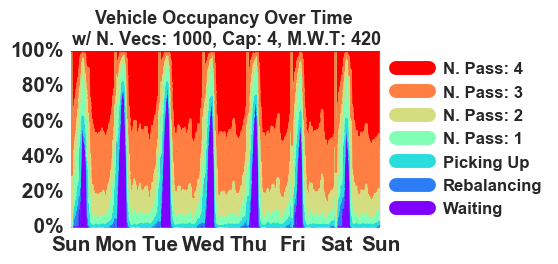 Vehicle Occupancy Over Time
w/ N. Vecs: 1000, Cap: 4, M.W.T: 420
100%
80%
60%
40%
20%
0%
Sun Mon Tue Wed Thu Fri Sat Sun
N. Pass: 4
N. Pass: 3
N. Pass: 2
N. Pass: 1
Picking Up
Rebalancing
Waiting